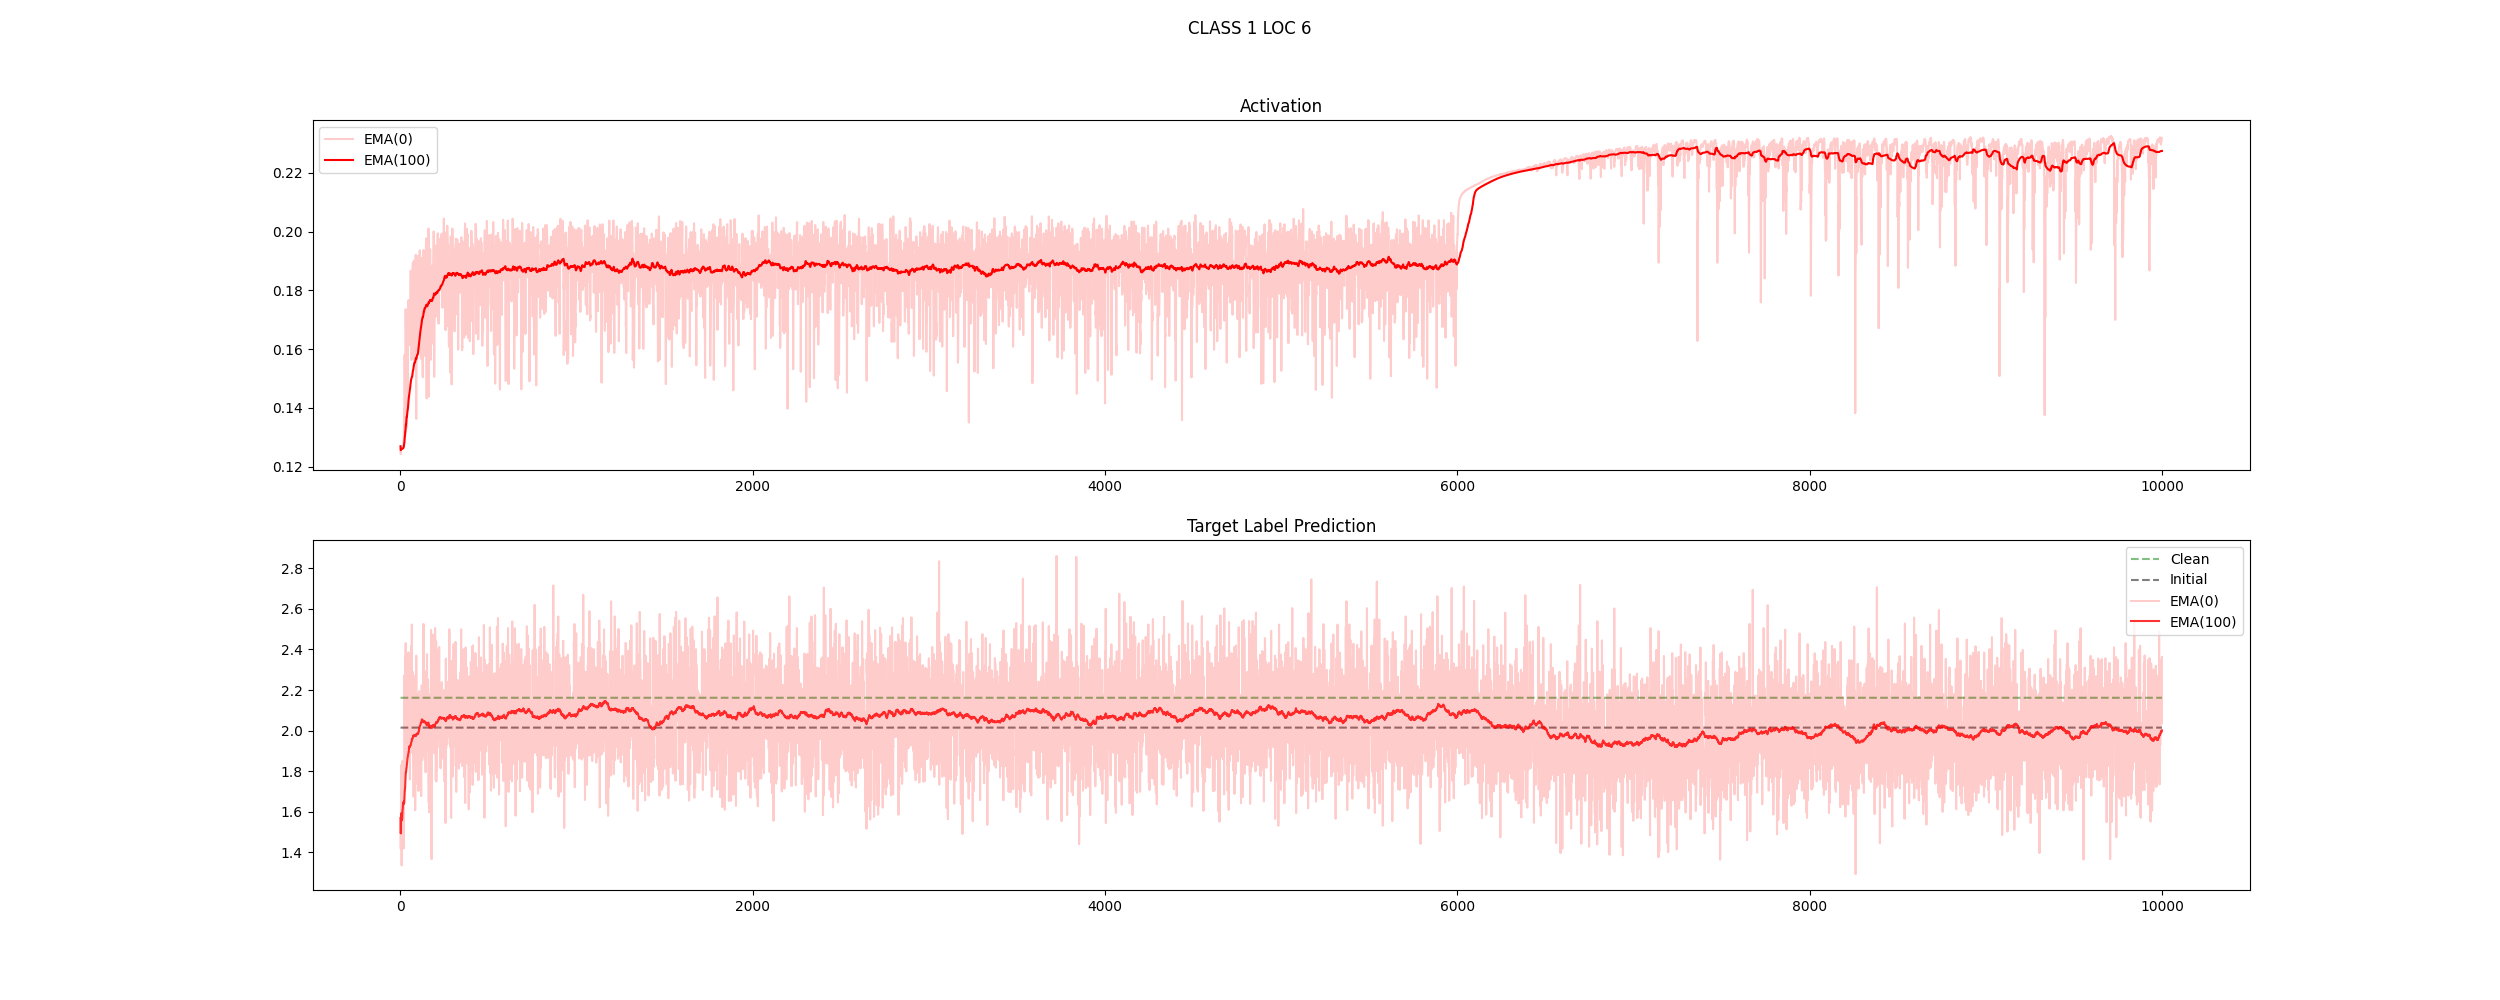 CLASS 1 LOC 6
Activation
EMA(0)
EMA(100)
0.22
0.20
0.18
0.16
0.14
0.12
0 2000 4000 6000 8000 10000
Target Label Prediction
Clean
Initial
EMA(0)
EMA(100)
2.8
2.6
2.4
2.2
2.0
1.8
1.6
1.4
0 2000 4000 6000 8000 10000